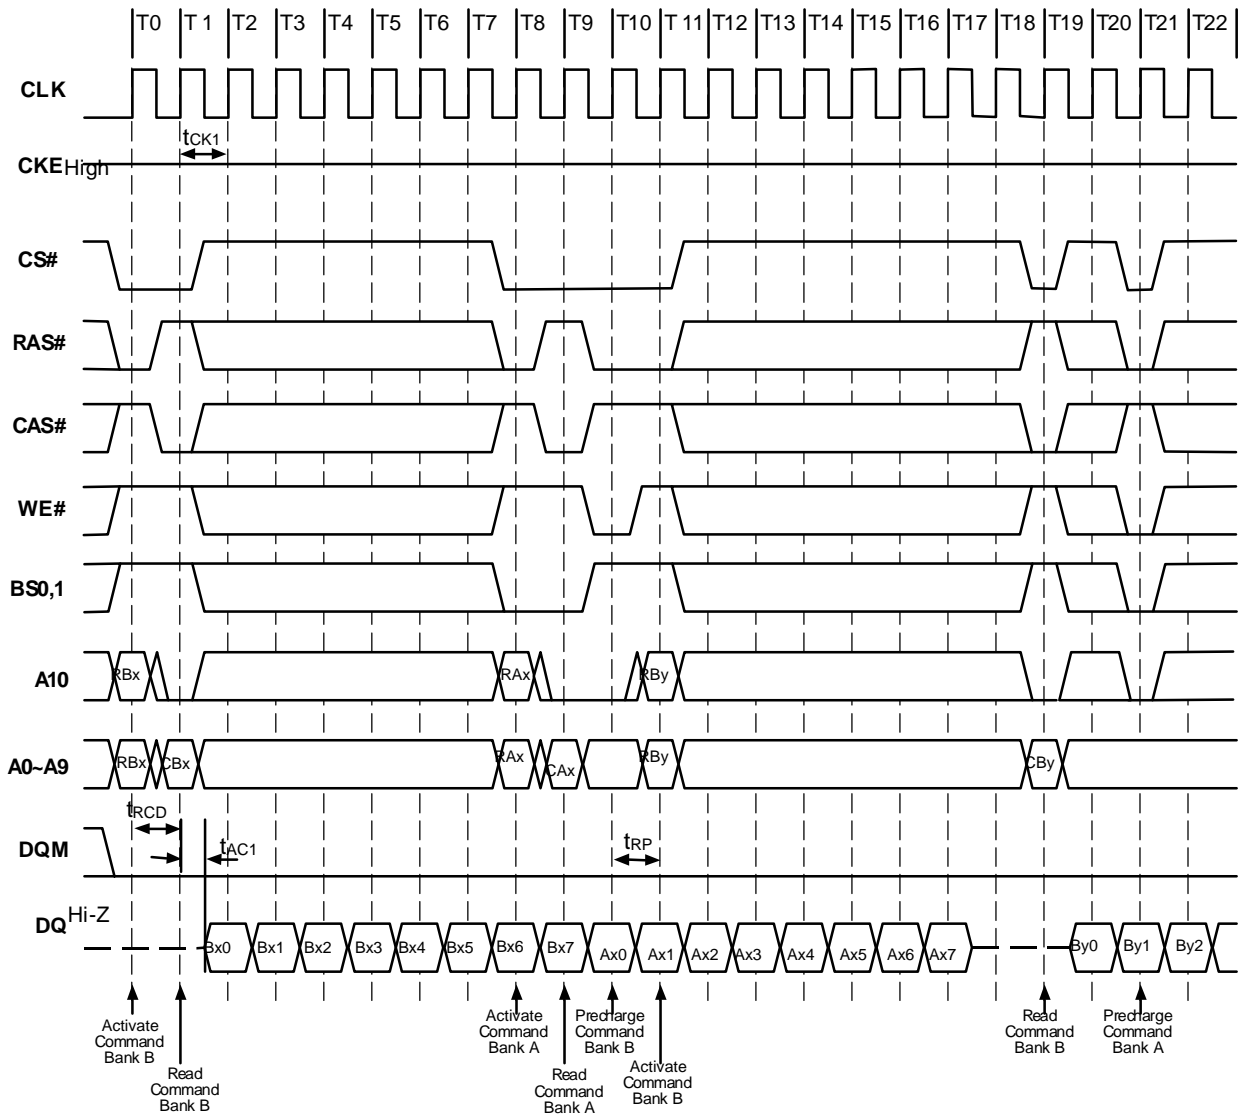 T0 T 1 T2 T3 T4 T5 T6 T7 T8 T9 T10 T 11 T12 T13 T14 T15 T16 T17 T18 T19 T20 T21 T22
CLK
tCK1
CKE High
CS#
RAS#
CAS#
WE#
BS0,1
A10 RBx RAx RBy
A0~A9 RBx CBx RAx CAx RBy CBy
tRCD
DQM tAC1 tRP
DQ Hi-Z
Bx0 Bx1 Bx2 Bx3 Bx4 Bx5 Bx6 Bx7 Ax0 Ax1 Ax2 Ax3 Ax4 Ax5 Ax6 Ax7 By0 By1 By2
Activate
Command
Bank B
Read
Command
Bank B
Activate
Command
Bank A
Read
Command
Bank A
Precharge
Command
Bank B
Activate
Command
Bank B
Read
Command
Bank B
Precharge
Command
Bank A